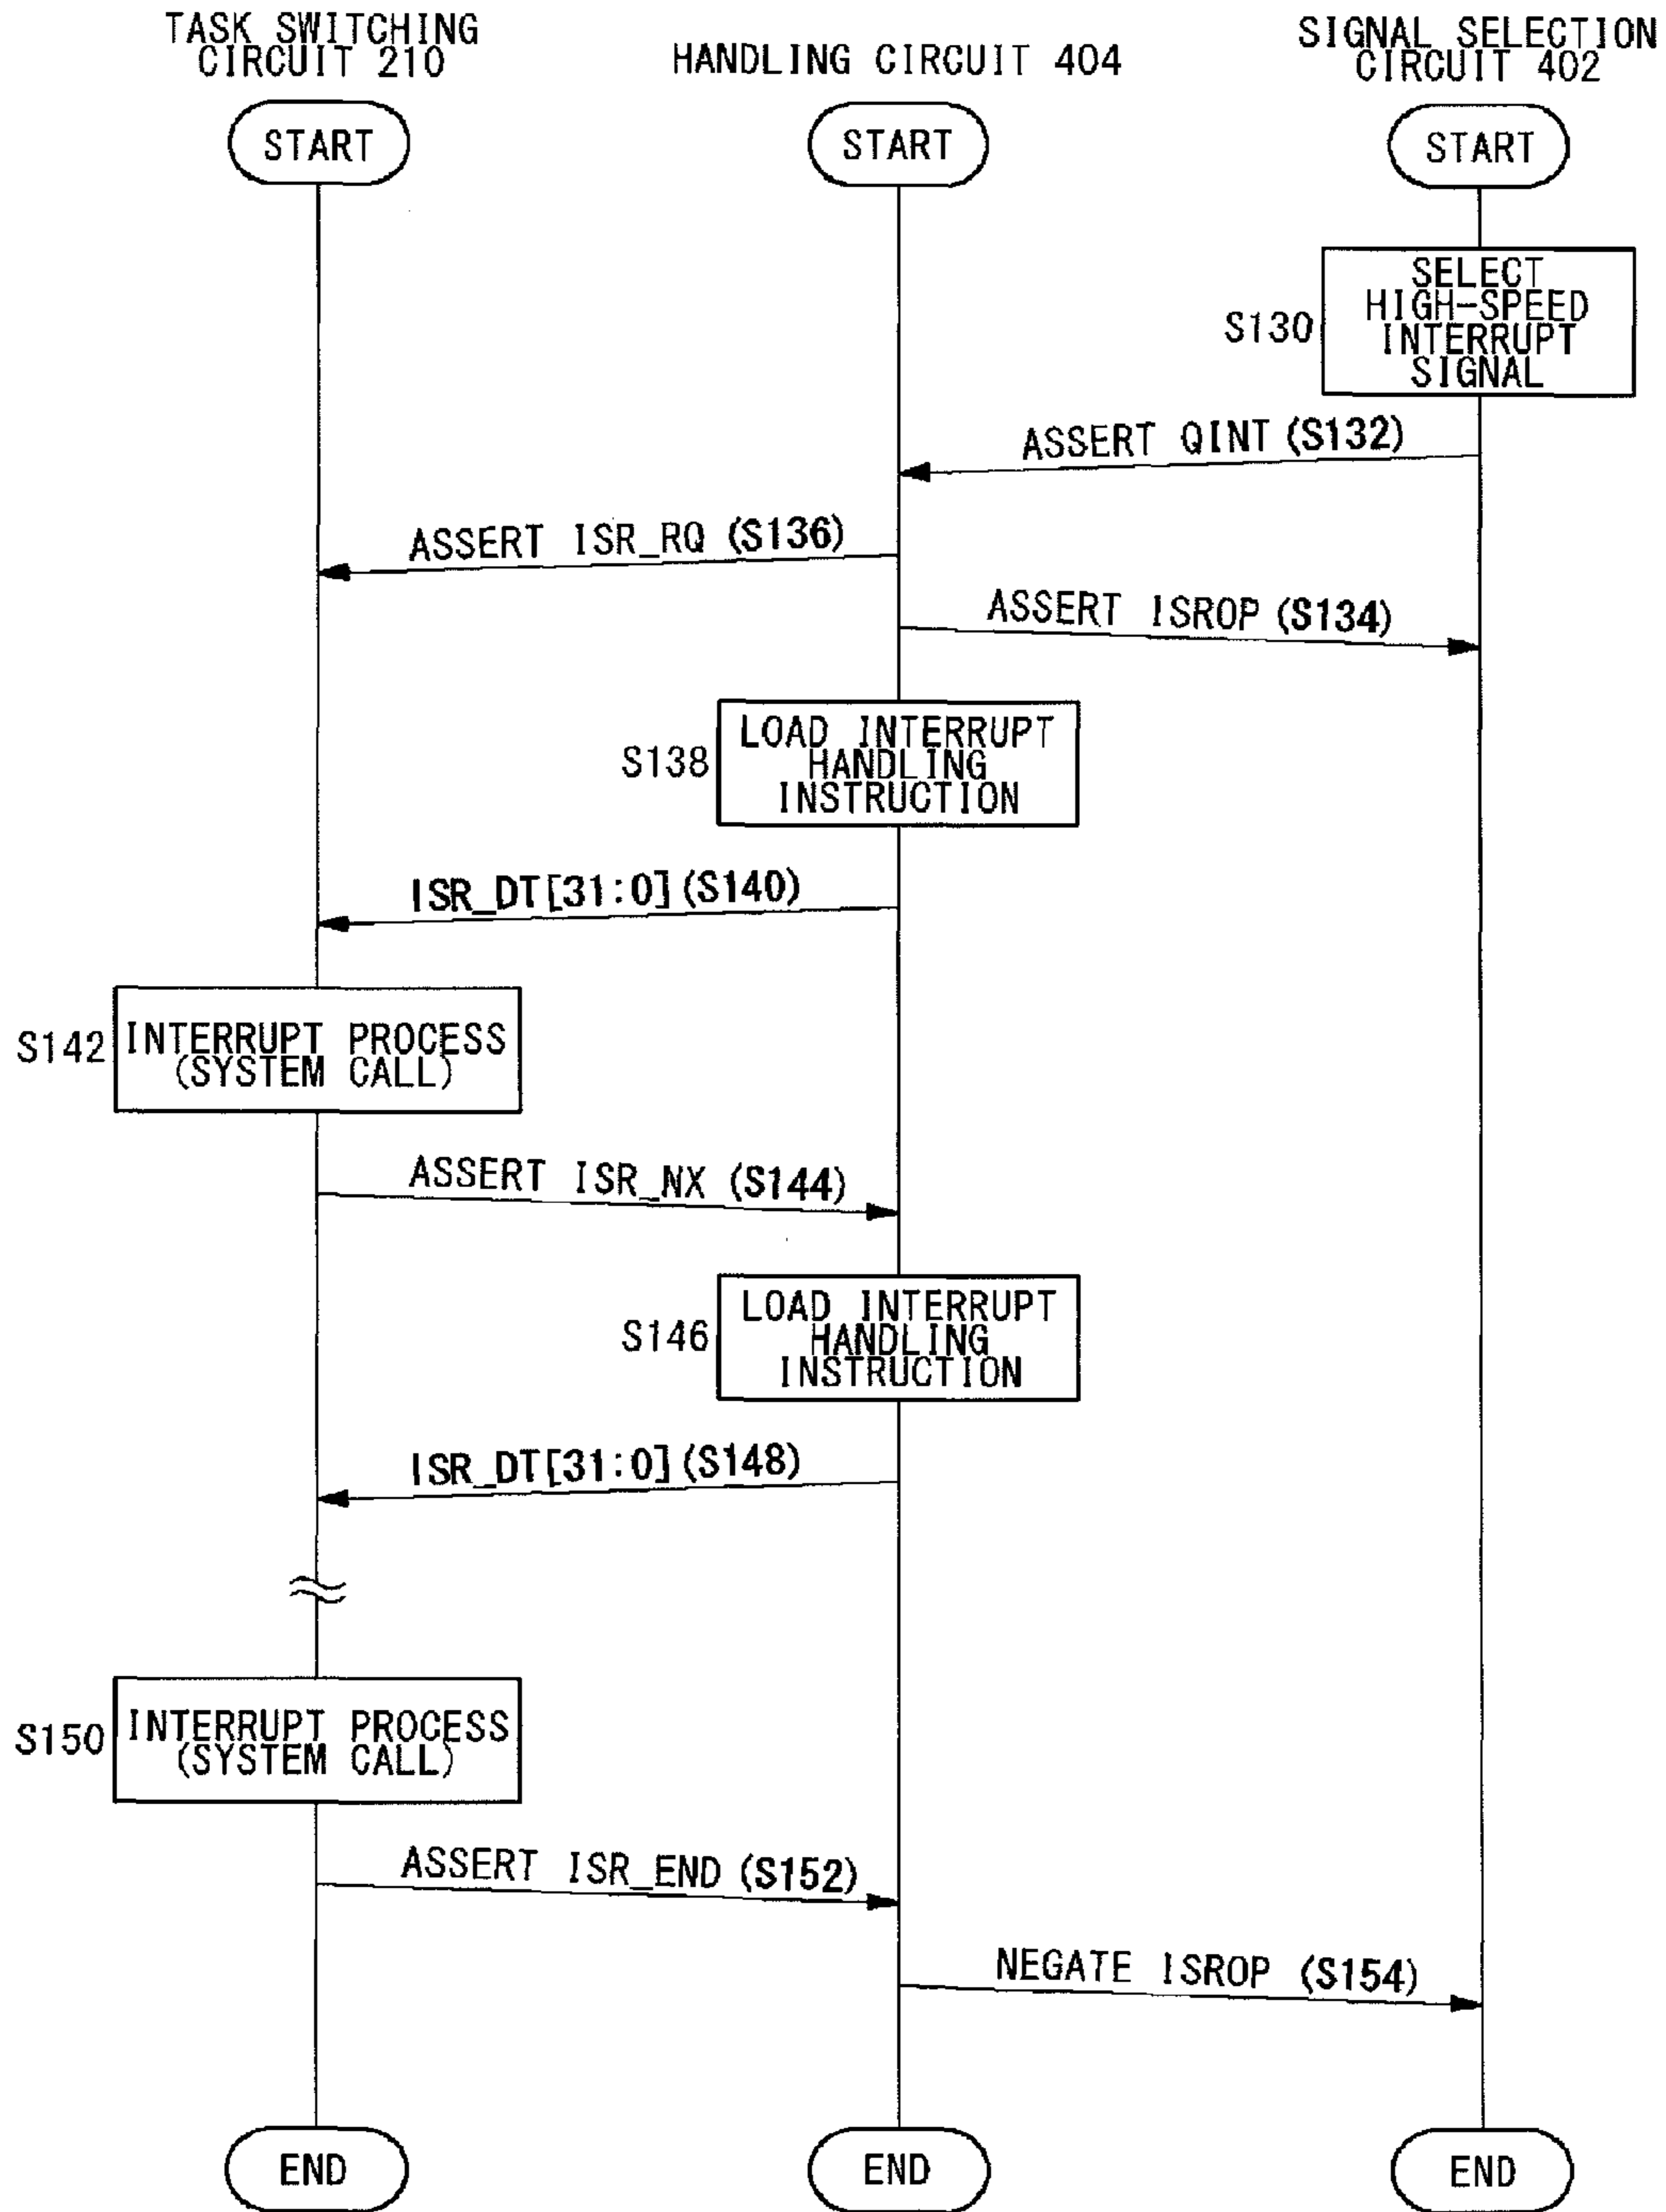 TASK SWITCHING
CIRCUIT 210
HANDLING CIRCUIT 404
SIGNAL SELECTION
CIRCUIT 402
START
START
START
S130
SELECT
HIGH-SPEED
INTERRUPT
SIGNAL
ASSERT QINT (S132)
ASSERT ISR_RQ (S136)
ASSERT ISROP (S134)
S138
LOAD INTERRUPT
HANDLING
INSTRUCTION
ISR_DT[31:0] (S140)
S142
INTERRUPT PROCESS
(SYSTEM CALL)
ASSERT ISR_NX (S144)
S146
LOAD INTERRUPT
HANDLING
INSTRUCTION
ISR_DT[31:0] (S148)
S150
INTERRUPT PROCESS
(SYSTEM CALL)
ASSERT ISR_END (S152)
NEGATE ISROP (S154)
END
END
END